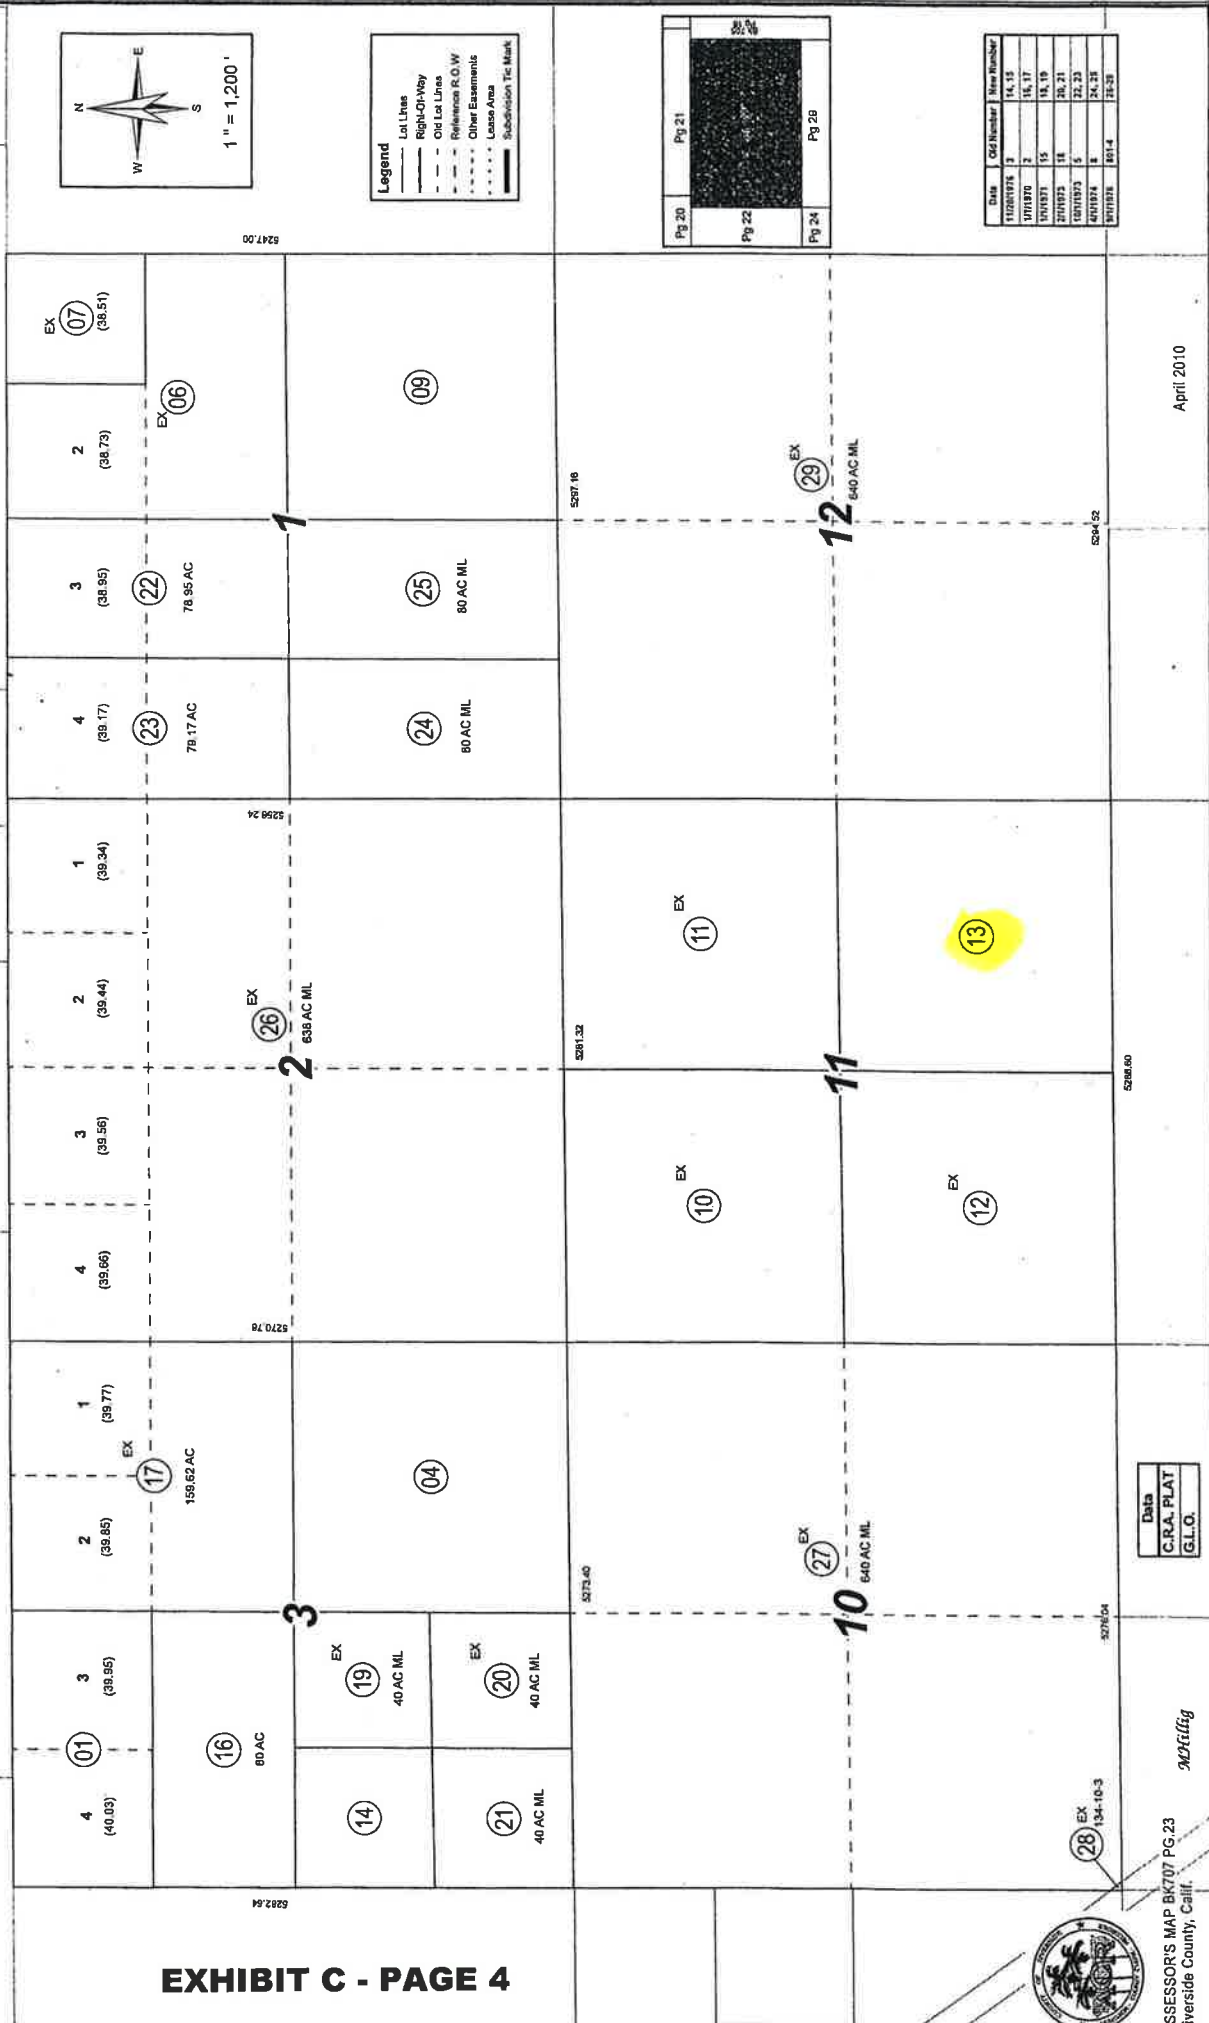 N
W
E
S
1 " = 1,200 '
Legend
Lot Lines
Right-Of-Way
Old Lot Lines
Reference R.O.W
Other Easements
Lease Area
Subdivision Tic Mark
Pg 20
Pg 21
Pg 22
Pg 24
Pg 29
Date Old Number New Number
11/20/1976 3 14, 15
1/1/1970 2 16, 17
1/1/1971 15 18, 19
2/1/1973 18 20, 21
10/1/1973 5 22, 23
4/1/1974 8 24, 25
9/1/1976 801-4 26-29
5282.64
5270.78
5258.24
5247.00
4
(40.03)
01
3
(39.95)
2
(39.85)
1
(39.77)
4
(39.66)
3
(39.56)
2
(39.44)
1
(39.34)
4
(39.17)
3
(38.95)
2
(38.73)
EX
07
(38.51)
16
80 AC
EX
17
159.62 AC
EX
26
2
638 AC ML
23
79.17 AC
22
78.95 AC
EX
06
3
1
14
EX
19
40 AC ML
21
40 AC ML
EX
20
40 AC ML
04
24
80 AC ML
25
80 AC ML
09
5273.40
5281.32
5297.16
EX
27
10
640 AC ML
EX
10
EX
11
11
EX
12
13
EX
29
12
640 AC ML
5276.04
5288.60
5294.52
28
EX
134-10-3
Data
C.R.A. PLAT
G.L.O.
MHillig
April 2010
SSESSOR'S MAP BK707 PG.23
iverside County, Calif.
EXHIBIT C - PAGE 4